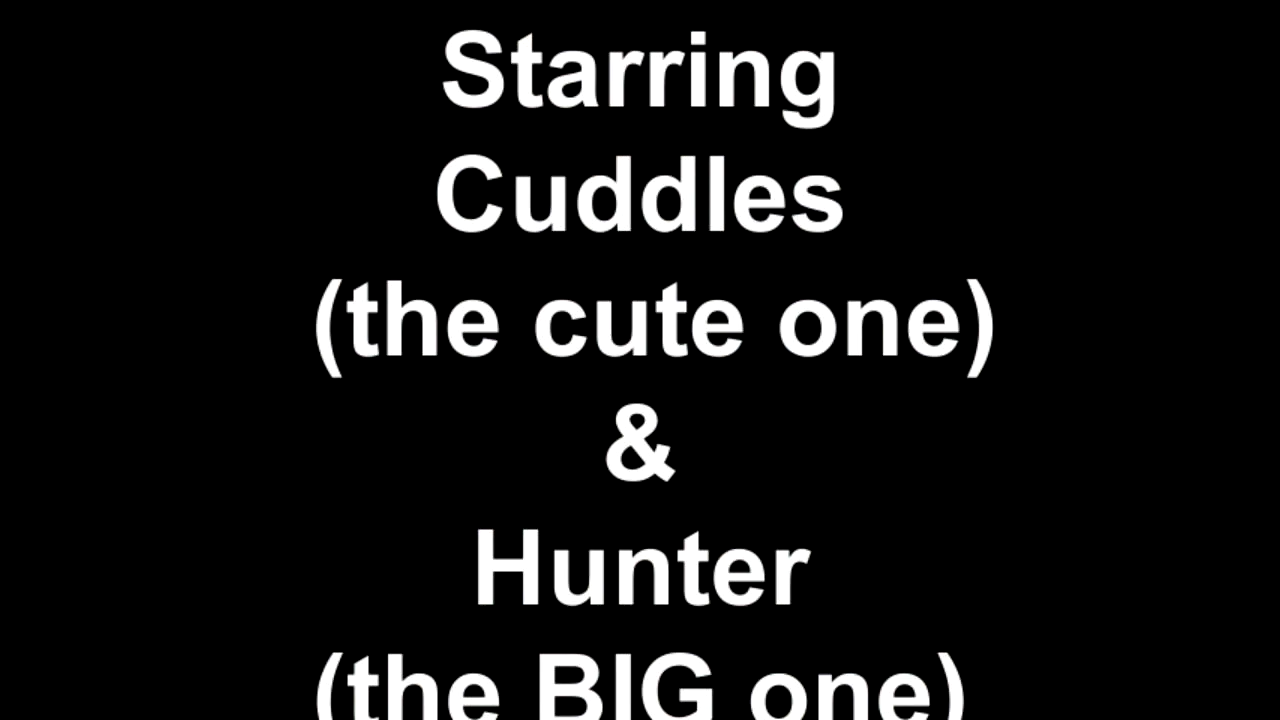 Starring
Cuddles
(the cute one)
&
Hunter
(the BIG one)